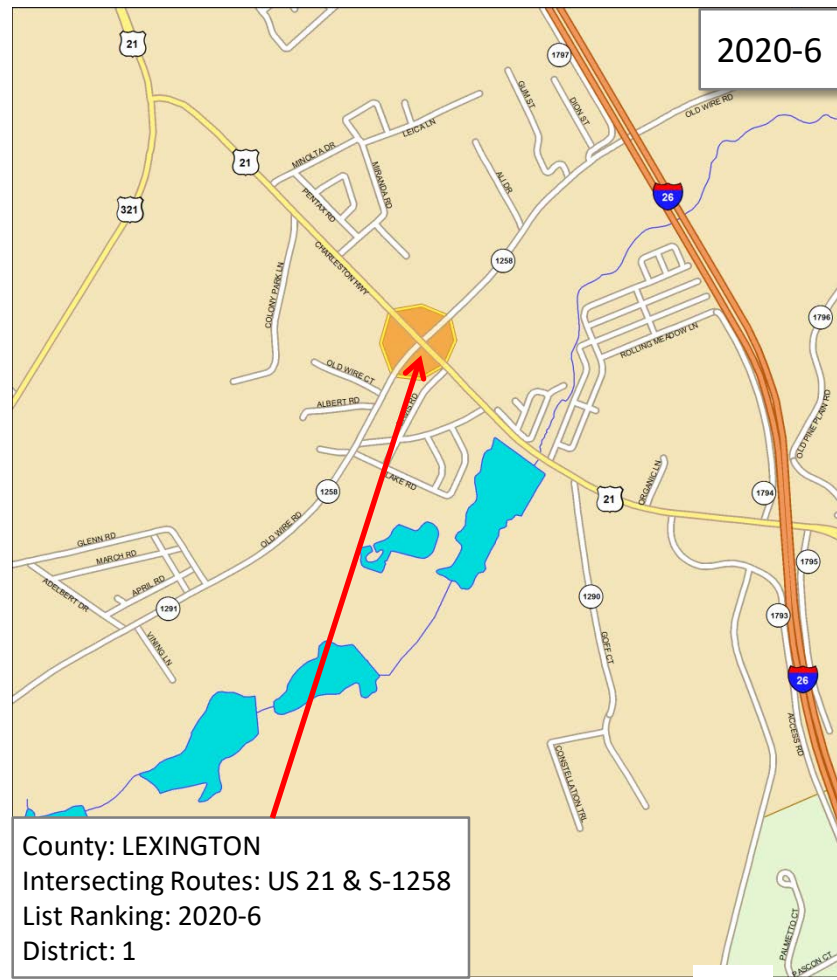 2020-6
21
1797
GUM ST
DION ST
OLD WIRE RD
MINOLTA DR
LEICA LN
21
MIRANDA RD
ALI DR
PENTAX RD
26
321
CHARLESTON HWY
1258
COLONY PARK LN
1796
ROLLING MEADOW LN
OLD WIRE CT
ALBERT RD
OLD PINE PLAIN RD
LAKE RD
1258
21
ORGANIC LN
1794
OLD WIRE RD
GLENN RD
MARCH RD
APRIL RD
ADELBERT DR
1291
VINING LN
1795
1290
1793
GOFF CT
26
ACCESS RD
CONSTELLATION TRL
County: LEXINGTON
Intersecting Routes: US 21 & S-1258
List Ranking: 2020-6
District: 1
PALMETTO CT